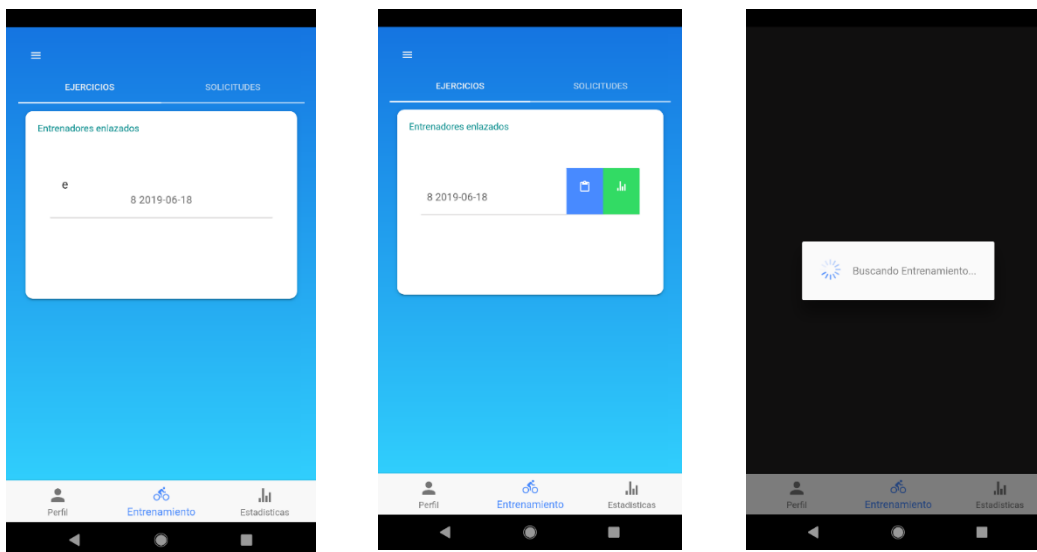 EJERCICIOS SOLICITUDES
Entrenadores enlazados
e
8 2019-06-18
Perfil Entrenamiento Estadisticas
EJERCICIOS SOLICITUDES
Entrenadores enlazados
8 2019-06-18
Perfil Entrenamiento Estadisticas
Buscando Entrenamiento...
Perfil Entrenamiento Estadisticas